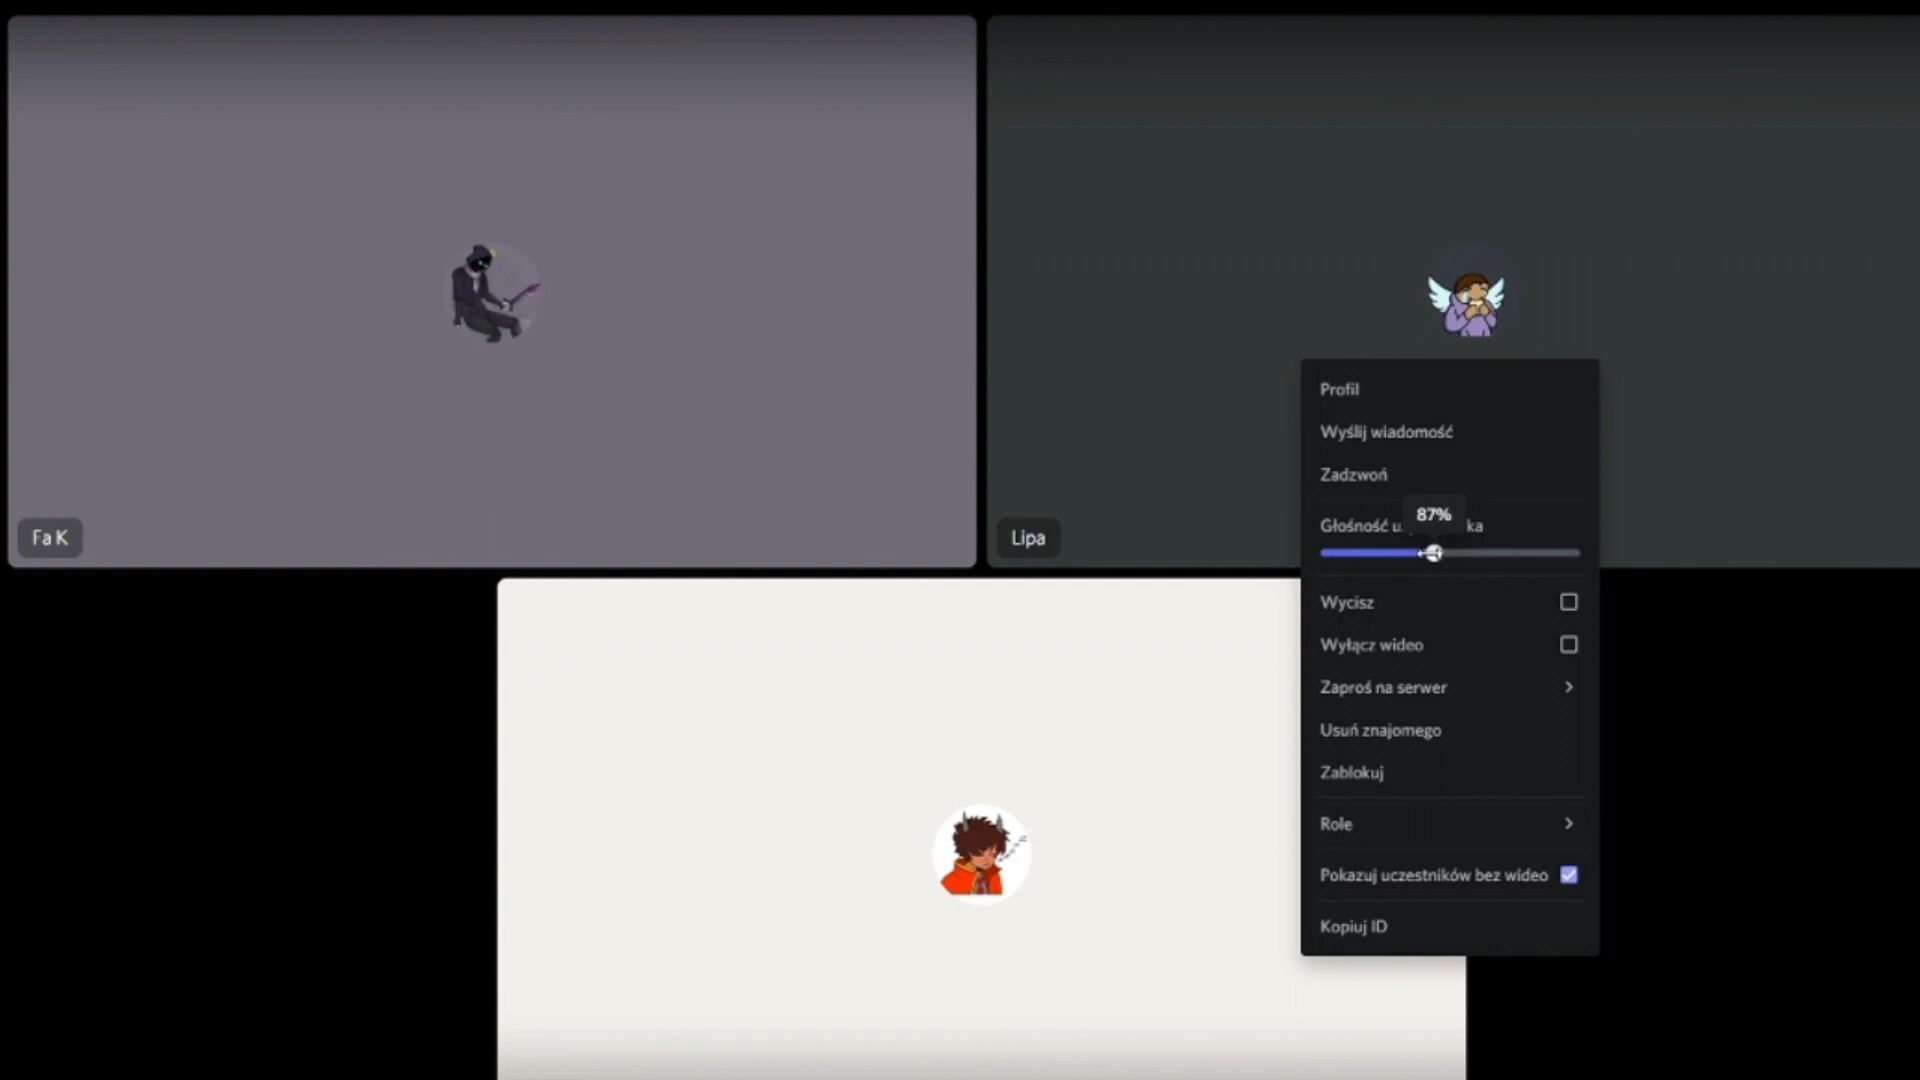 Fa K
Lipa
Profil
Wyślij wiadomość
Zadzwoń
87%
Głośność u ka
Wycisz
Wyłącz wideo
Zaproś na serwer
Usuń znajomego
Zablokuj
Role
Pokazuj uczestników bez wideo
Kopiuj ID